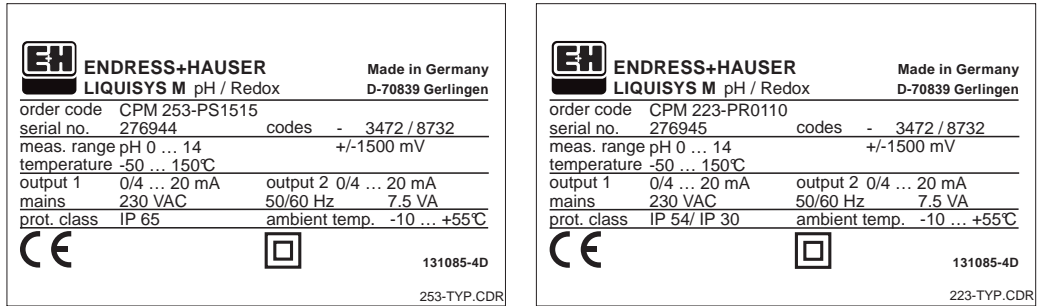 E+H
ENDRESS+HAUSER Made in Germany
LIQUISYS M pH / Redox D-70839 Gerlingen
order code CPM 253-PS1515
serial no. 276944 codes - 3472 / 8732
meas. range pH 0 … 14 +/-1500 mV
temperature -50 … 150°C
output 1 0/4 … 20 mA output 2 0/4 … 20 mA
mains 230 VAC 50/60 Hz 7.5 VA
prot. class IP 65 ambient temp. -10 … +55°C
CE
131085-4D
253-TYP.CDR
E+H
ENDRESS+HAUSER Made in Germany
LIQUISYS M pH / Redox D-70839 Gerlingen
order code CPM 223-PR0110
serial no. 276945 codes - 3472 / 8732
meas. range pH 0 … 14 +/-1500 mV
temperature -50 … 150°C
output 1 0/4 … 20 mA output 2 0/4 … 20 mA
mains 230 VAC 50/60 Hz 7.5 VA
prot. class IP 54/ IP 30 ambient temp. -10 … +55°C
CE
131085-4D
223-TYP.CDR